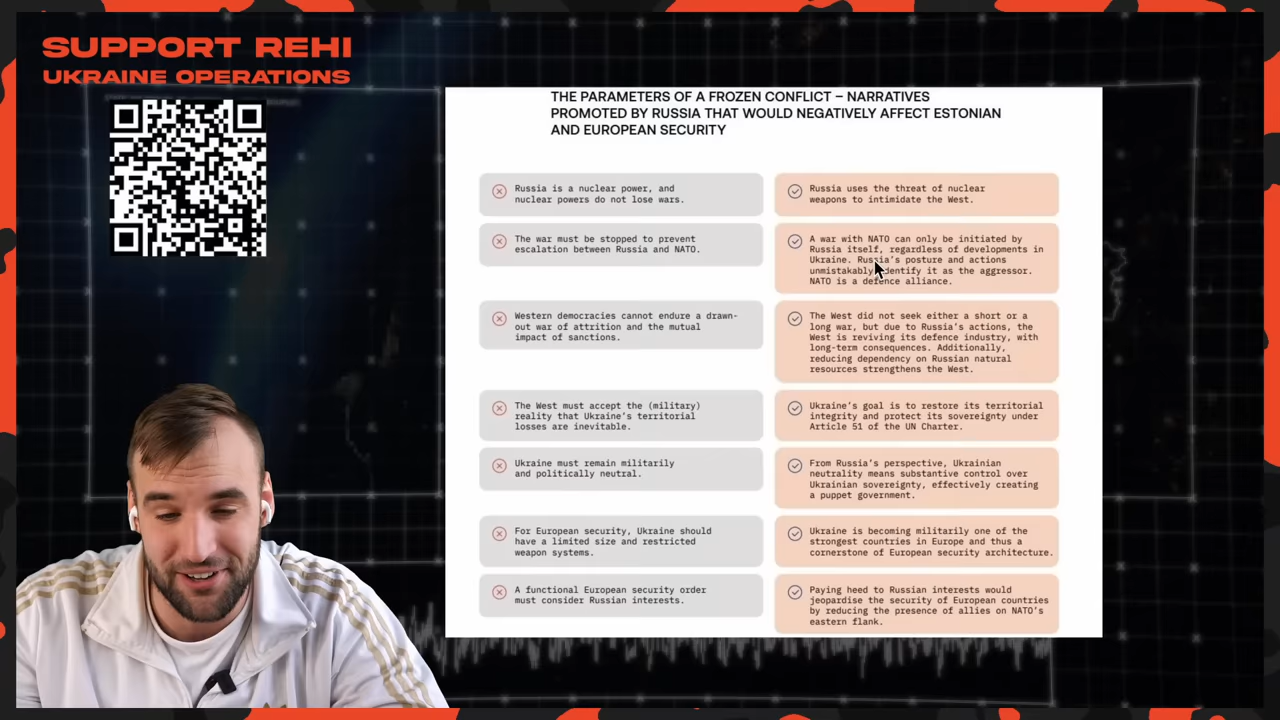 SUPPORT REHI
UKRAINE OPERATIONS
THE PARAMETERS OF A FROZEN CONFLICT – NARRATIVES
PROMOTED BY RUSSIA THAT WOULD NEGATIVELY AFFECT ESTONIAN
AND EUROPEAN SECURITY
Russia is a nuclear power, and
nuclear powers do not lose wars.
Russia uses the threat of nuclear
weapons to intimidate the West.
The war must be stopped to prevent
escalation between Russia and NATO.
A war with NATO can only be initiated by
Russia itself, regardless of developments in
Ukraine. Russia's posture and actions
unmistakably identify it as the aggressor.
NATO is a defence alliance.
Western democracies cannot endure a drawn-
out war of attrition and the mutual
impact of sanctions.
The West did not seek either a short or a
long war, but due to Russia's actions, the
West is reviving its defence industry, with
long-term consequences. Additionally,
reducing dependency on Russian natural
resources strengthens the West.
The West must accept the (military)
reality that Ukraine's territorial
losses are inevitable.
Ukraine's goal is to restore its territorial
integrity and protect its sovereignty under
Article 51 of the UN Charter.
Ukraine must remain militarily
and politically neutral.
From Russia's perspective, Ukrainian
neutrality means substantive control over
Ukrainian sovereignty, effectively creating
a puppet government.
For European security, Ukraine should
have a limited size and restricted
weapon systems.
Ukraine is becoming militarily one of the
strongest countries in Europe and thus a
cornerstone of European security architecture.
A functional European security order
must consider Russian interests.
Paying heed to Russian interests would
jeopardise the security of European countries
by reducing the presence of allies on NATO's
eastern flank.